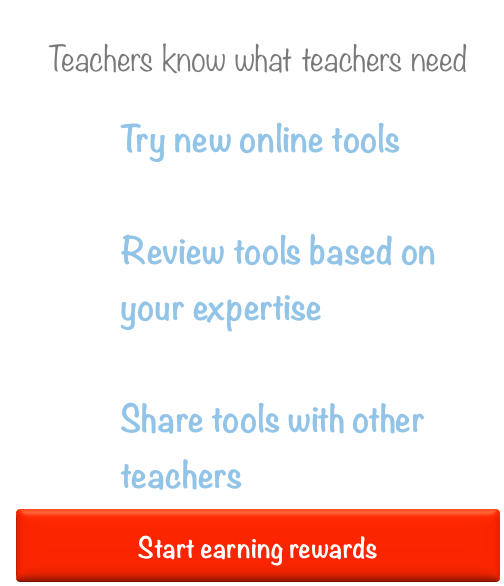 Teachers know what teachers need
Try new online tools
Review tools based on
your expertise
Share tools with other
teachers
Start earning rewards